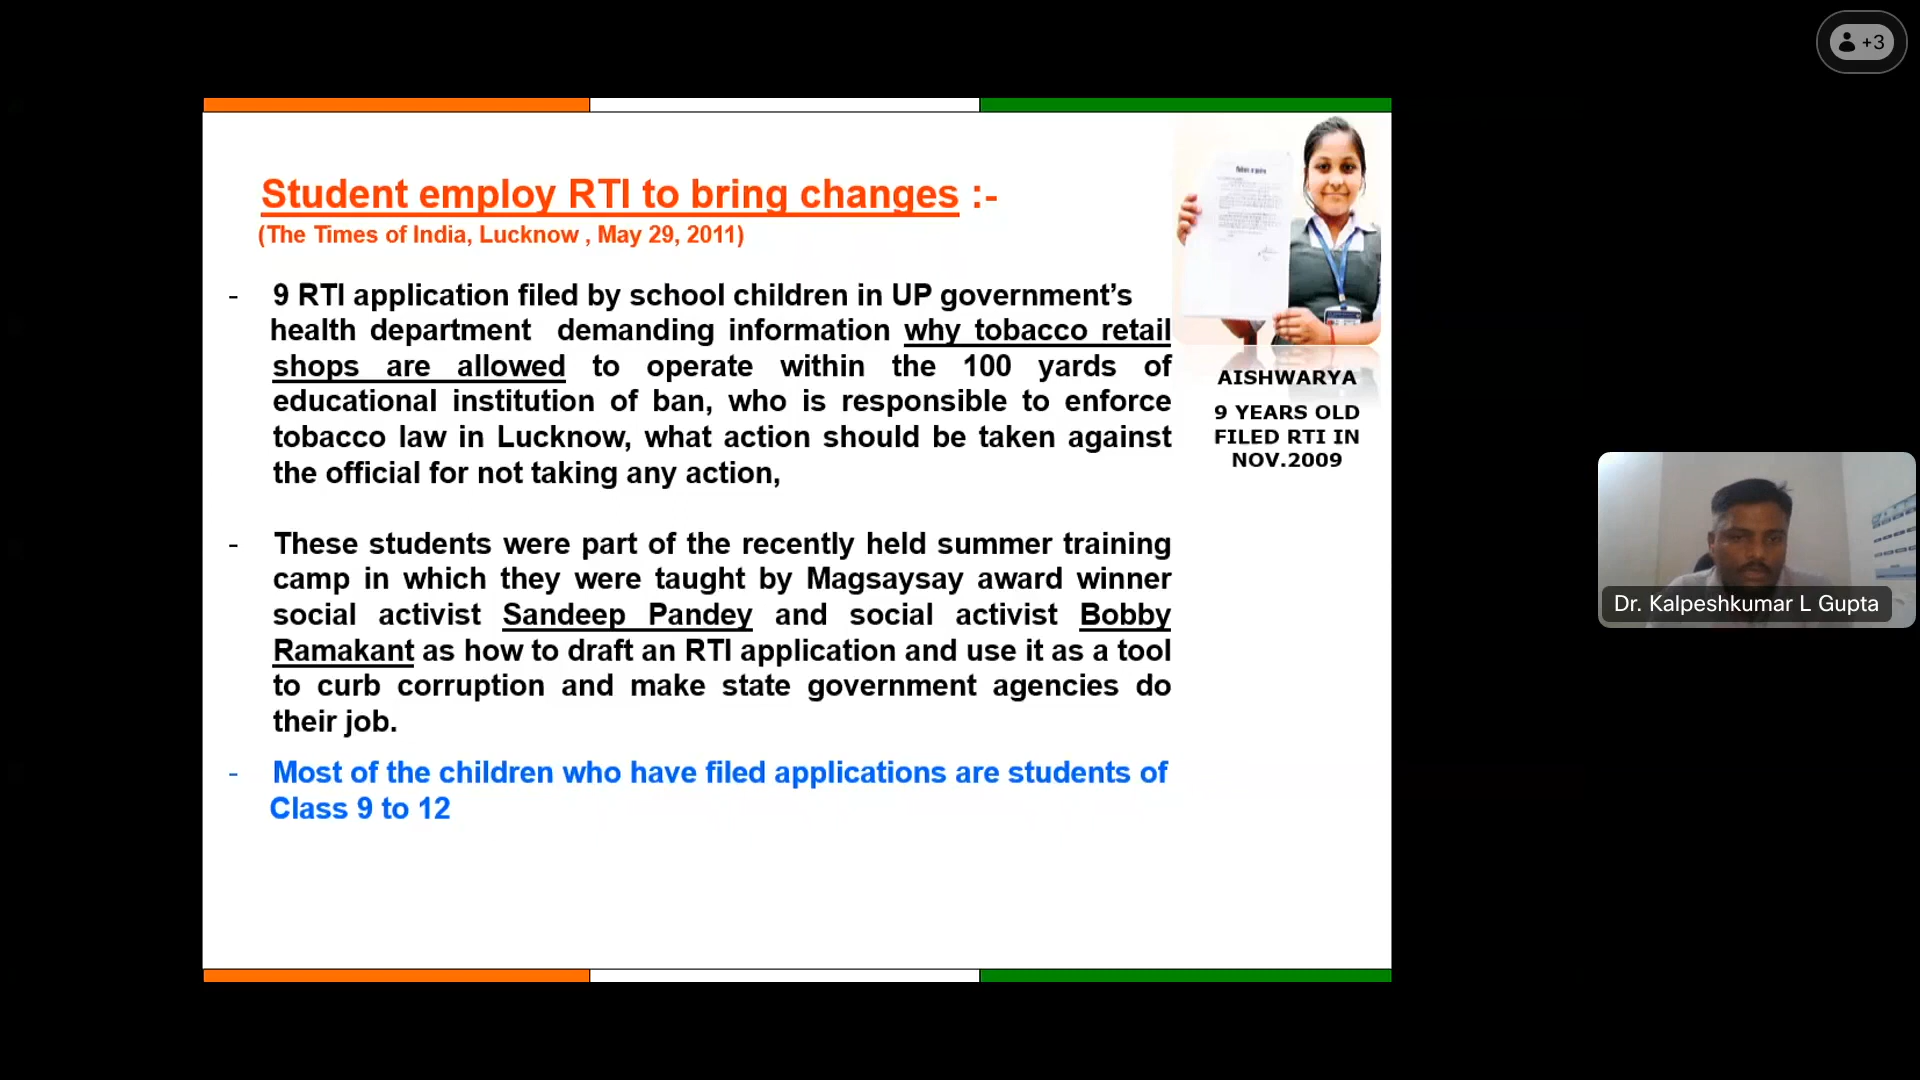 +3
Student employ RTI to bring changes :-
(The Times of India, Lucknow , May 29, 2011)
- 9 RTI application filed by school children in UP government’s
health department demanding information why tobacco retail
shops are allowed to operate within the 100 yards of
educational institution of ban, who is responsible to enforce
tobacco law in Lucknow, what action should be taken against
the official for not taking any action,
- These students were part of the recently held summer training
camp in which they were taught by Magsaysay award winner
social activist Sandeep Pandey and social activist Bobby
Ramakant as how to draft an RTI application and use it as a tool
to curb corruption and make state government agencies do
their job.
- Most of the children who have filed applications are students of
Class 9 to 12
AISHWARYA
9 YEARS OLD
FILED RTI IN
NOV.2009
Dr. Kalpeshkumar L Gupta